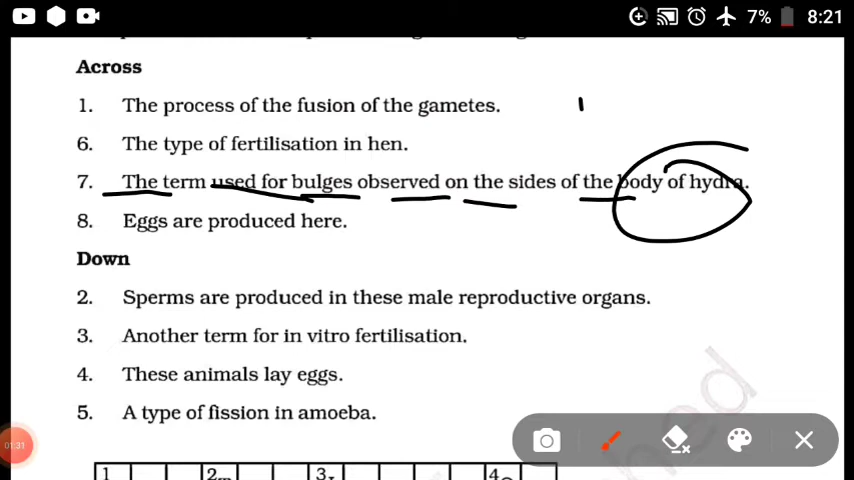 7% 8:21
Across
1. The process of the fusion of the gametes.
6. The type of fertilisation in hen.
7. The term used for bulges observed on the sides of the body of hydra.
8. Eggs are produced here.
Down
2. Sperms are produced in these male reproductive organs.
3. Another term for in vitro fertilisation.
4. These animals lay eggs.
5. A type of fission in amoeba.
01:31
1 2 3 4